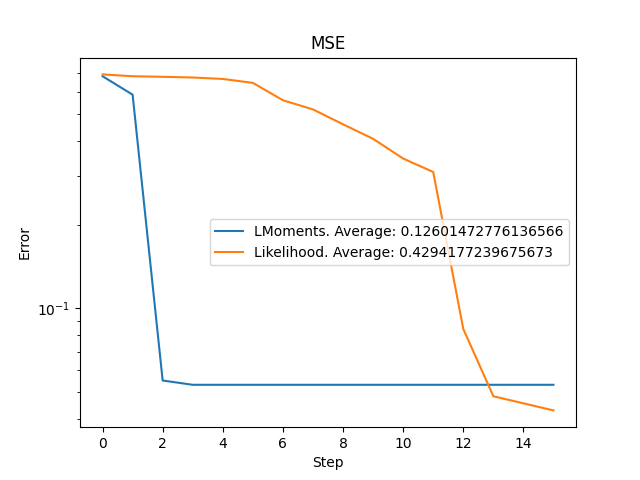 MSE
Error
10⁻¹
LMoments. Average: 0.12601472776136566
Likelihood. Average: 0.4294177239675673
0 2 4 6 8 10 12 14
Step